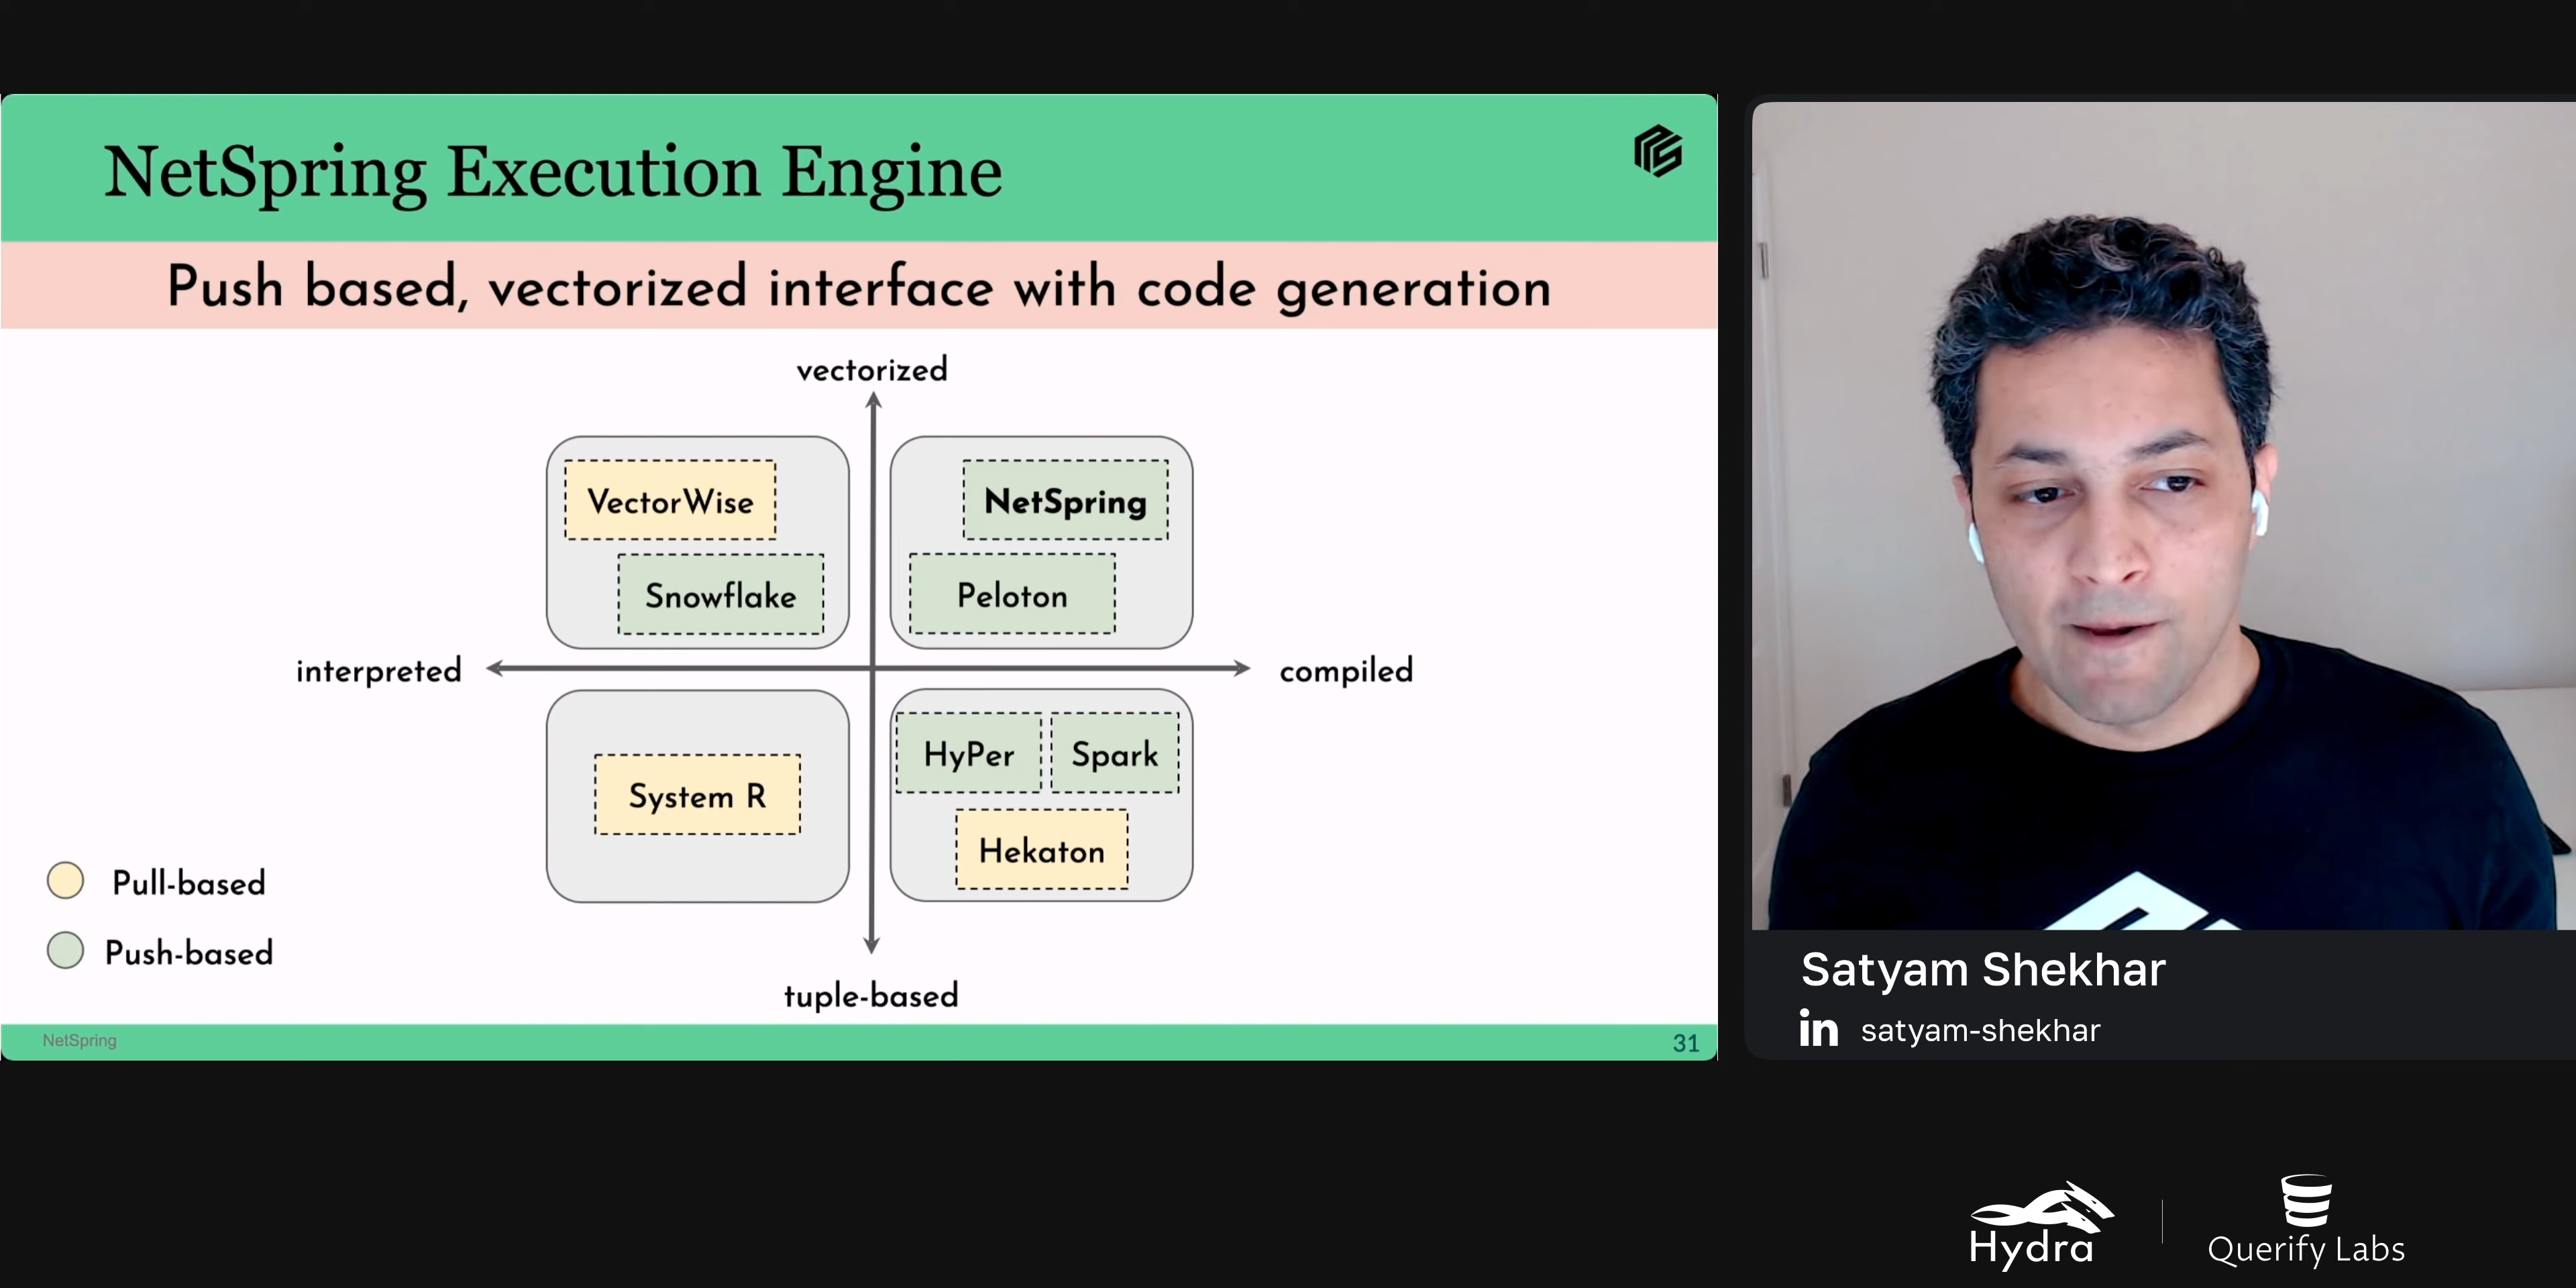 NetSpring Execution Engine
Push based, vectorized interface with code generation
vectorized
VectorWise
Snowflake
NetSpring
Peloton
interpreted
compiled
System R
HyPer
Spark
Hekaton
Pull-based
Push-based
tuple-based
NetSpring
31
Satyam Shekhar
in satyam-shekhar
Hydra
Querify Labs